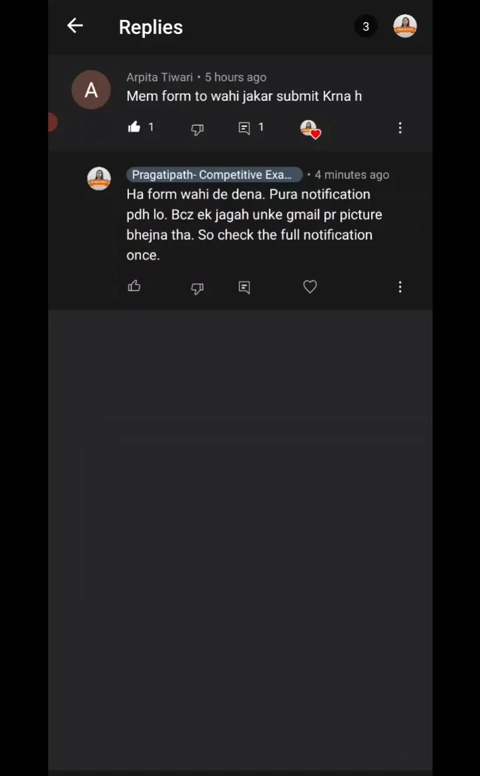 Replies
3
Arpita Tiwari • 5 hours ago
A
Mem form to wahi jakar submit Krna h
1
1
Pragatipath- Competitive Exa... • 4 minutes ago
Ha form wahi de dena. Pura notification
pdh lo. Bcz ek jagah unke gmail pr picture
bhejna tha. So check the full notification
once.